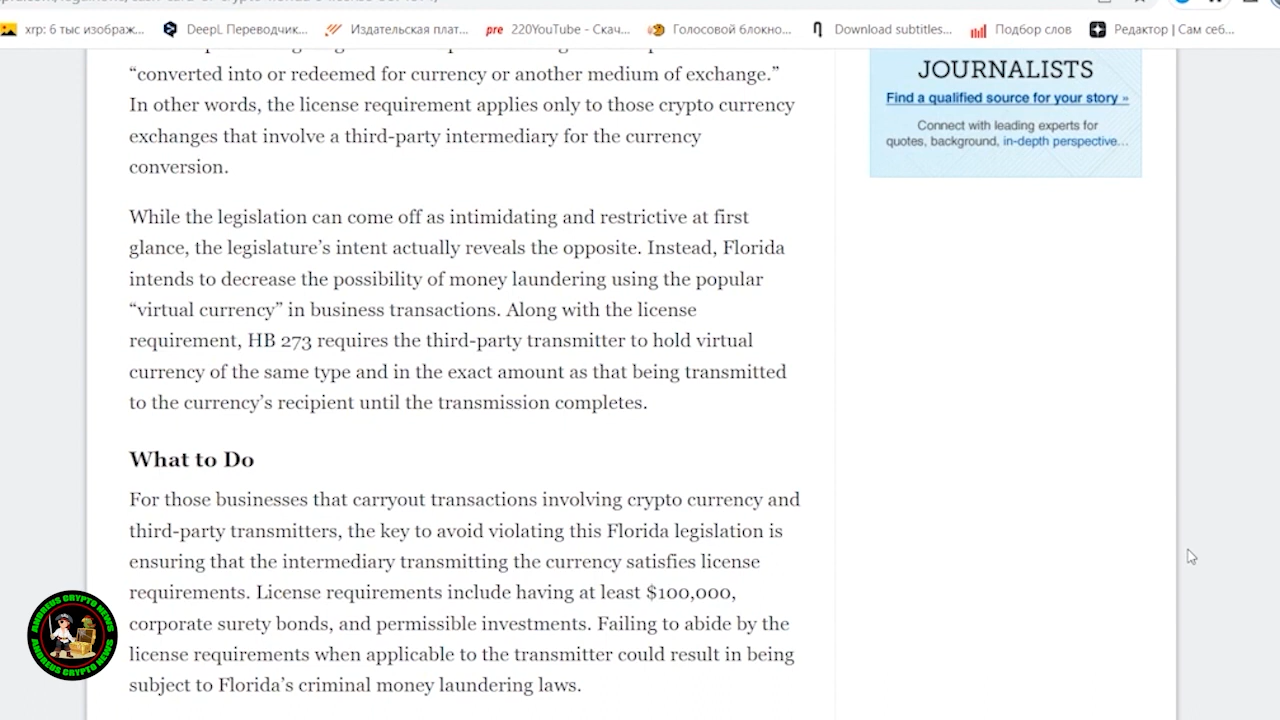 xrp: 6 тыс изображ...
DeepL Переводчик...
Издательская плат...
pre 220YouTube - Скач...
Голосовой блокно...
Download subtitles...
Подбор слов
Редактор | Сам себ...
“converted into or redeemed for currency or another medium of exchange.”
In other words, the license requirement applies only to those crypto currency
exchanges that involve a third-party intermediary for the currency
conversion.
While the legislation can come off as intimidating and restrictive at first
glance, the legislature’s intent actually reveals the opposite. Instead, Florida
intends to decrease the possibility of money laundering using the popular
“virtual currency” in business transactions. Along with the license
requirement, HB 273 requires the third-party transmitter to hold virtual
currency of the same type and in the exact amount as that being transmitted
to the currency’s recipient until the transmission completes.
What to Do
For those businesses that carryout transactions involving crypto currency and
third-party transmitters, the key to avoid violating this Florida legislation is
ensuring that the intermediary transmitting the currency satisfies license
requirements. License requirements include having at least $100,000,
corporate surety bonds, and permissible investments. Failing to abide by the
license requirements when applicable to the transmitter could result in being
subject to Florida’s criminal money laundering laws.
JOURNALISTS
Find a qualified source for your story »
Connect with leading experts for
quotes, background, in-depth perspective...
ANDREUS CRYPTO NEWS
ANDREUS CRYPTO NEWS